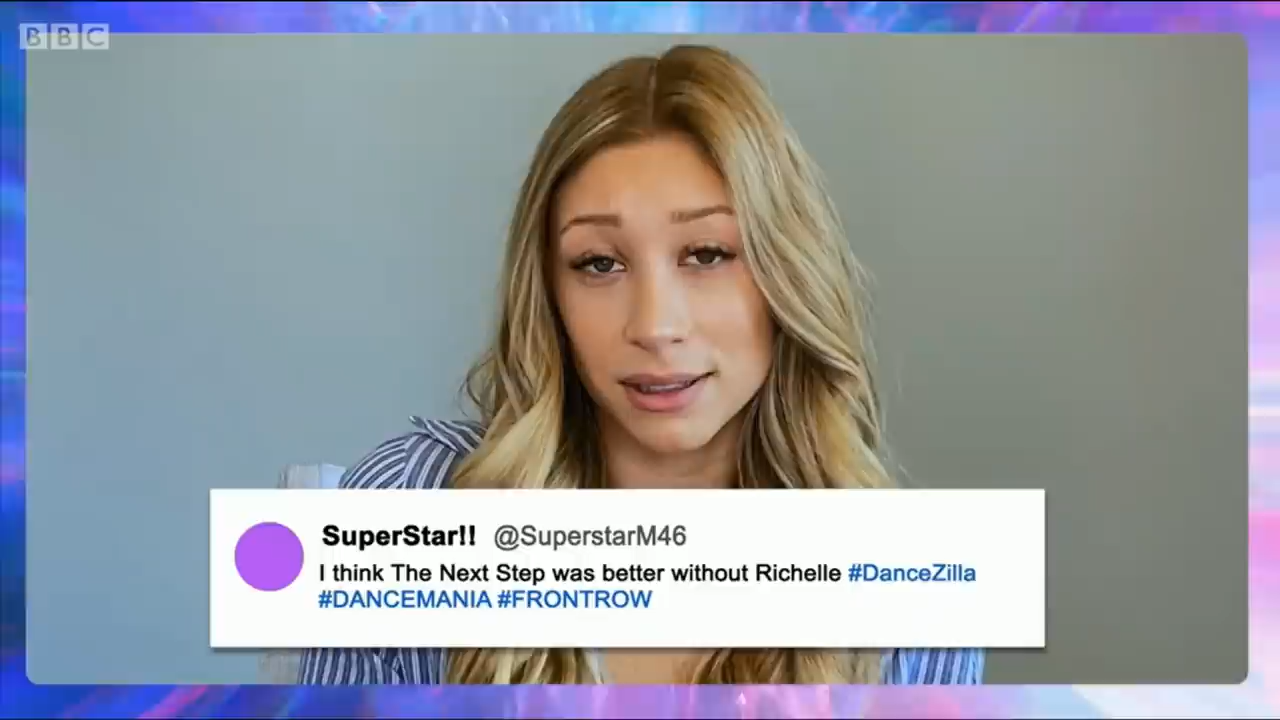 BBC
SuperStar!! @SuperstarM46
I think The Next Step was better without Richelle #DanceZilla
#DANCEMANIA #FRONTROW